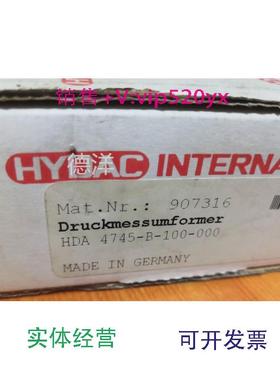 销售+V:vip520yx
德洋
HYDAC INTERNA
Mat.Nr.: 907316
Druckmessumformer
HDA 4745-B-100-000
MADE IN GERMANY
实体经营 可开发票